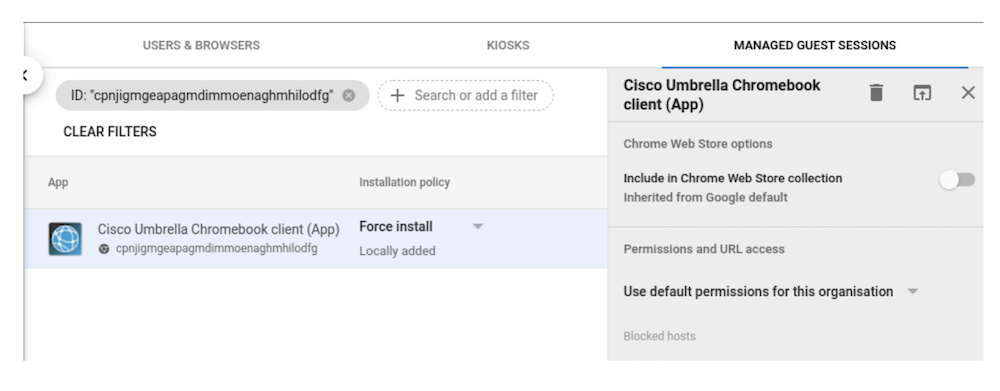 USERS & BROWSERS
KIOSKS
MANAGED GUEST SESSIONS
ID: "cpnjigmgeapagmdimmoenaghmhilodfg"
Search or add a filter
CLEAR FILTERS
App
Installation policy
Cisco Umbrella Chromebook client (App)
cpnjigmgeapagmdimmoenaghmhilodfg
Force install
Locally added
Cisco Umbrella Chromebook
client (App)
Chrome Web Store options
Include in Chrome Web Store collection
Inherited from Google default
Permissions and URL access
Use default permissions for this organisation
Blocked hosts